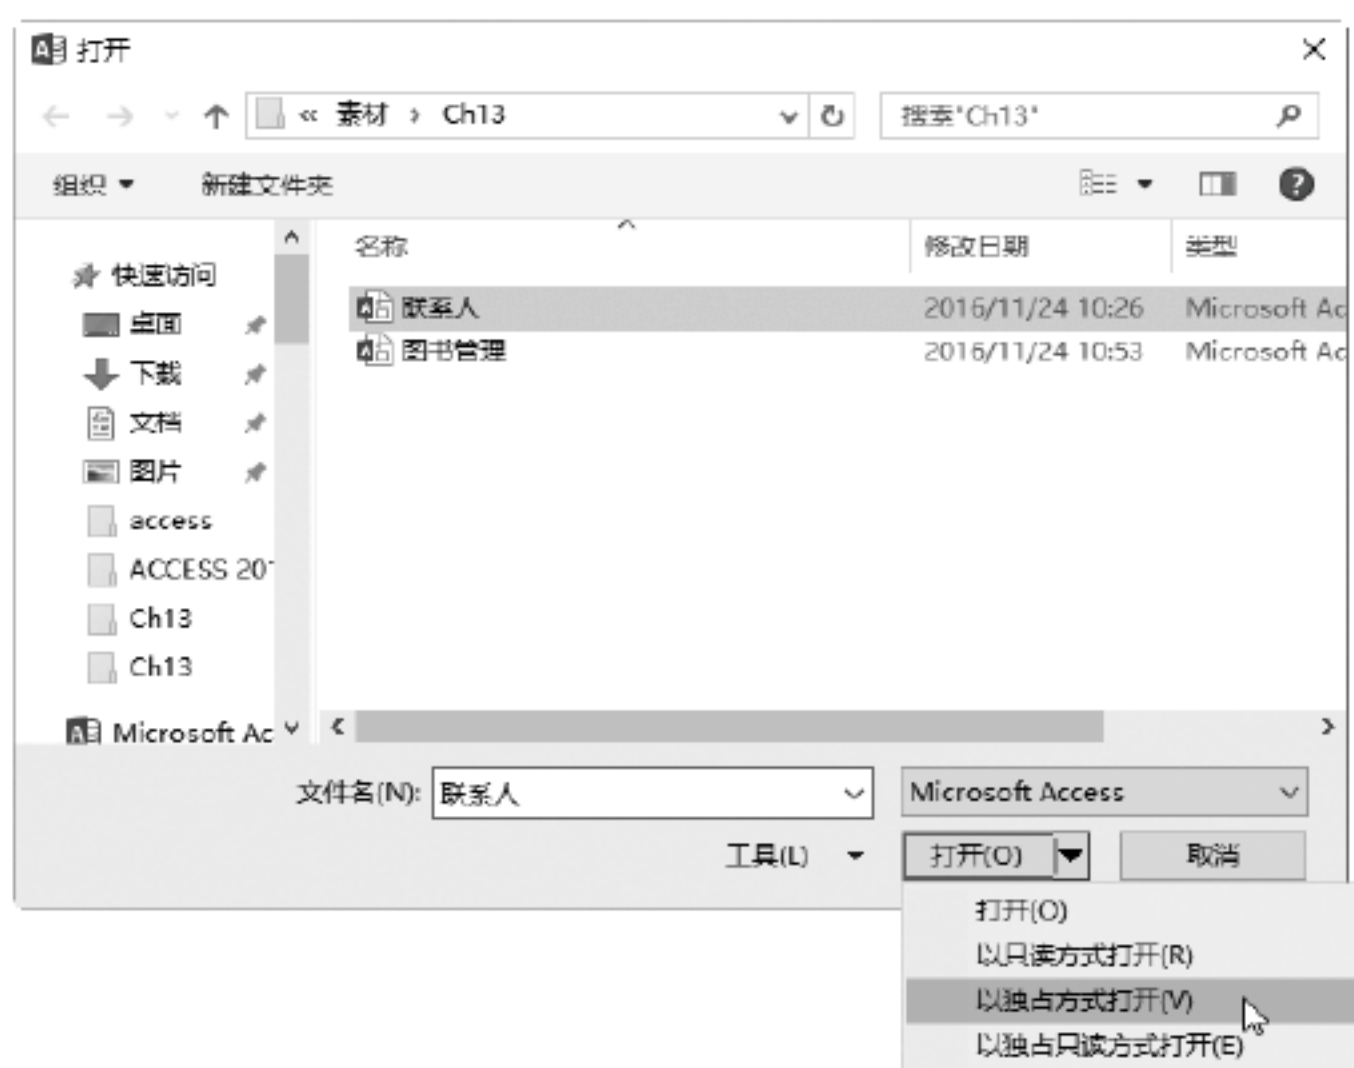 打开
« 素材 › Ch13
搜索"Ch13"
组织 新建文件夹
名称 修改日期 类型
快速访问
桌面
下载
文档
图片
access
ACCESS 201
Ch13
Ch13
Microsoft Ac
联系人 2016/11/24 10:26 Microsoft Ac
图书管理 2016/11/24 10:53 Microsoft Ac
文件名(N): 联系人 Microsoft Access
工具(L) 打开(O) 取消
打开(O)
以只读方式打开(R)
以独占方式打开(V)
以独占只读方式打开(E)